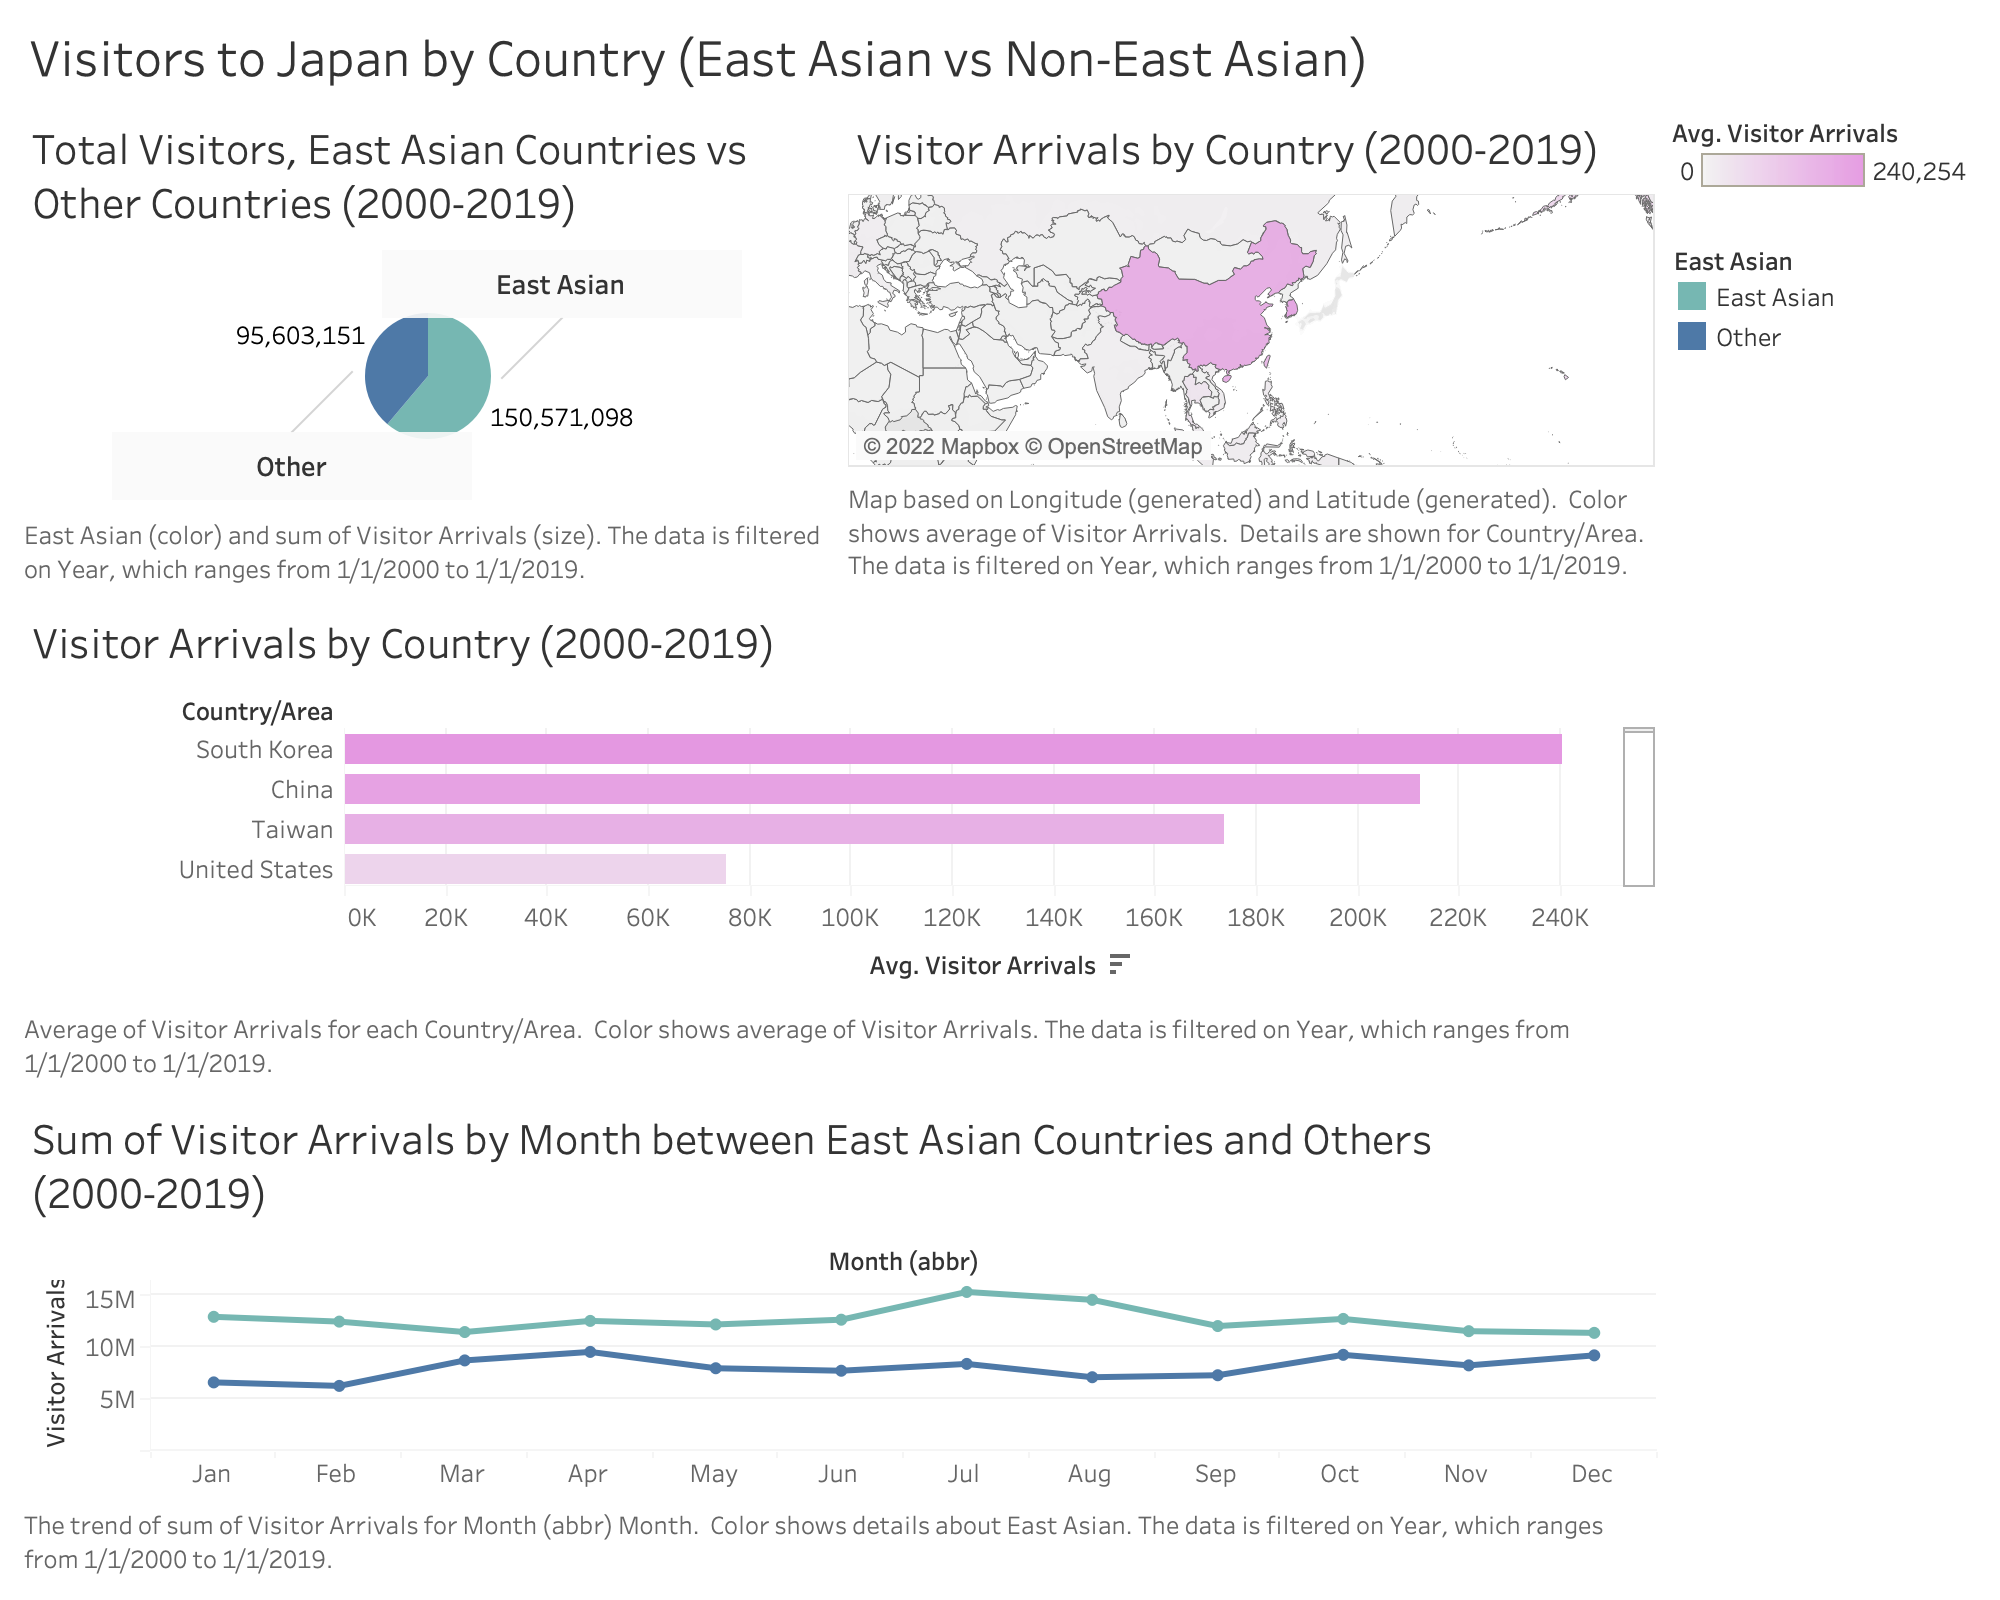 Visitors to Japan by Country (East Asian vs Non-East Asian)
Total Visitors, East Asian Countries vs
Other Countries (2000-2019)
East Asian
95,603,151
150,571,098
Other
East Asian (color) and sum of Visitor Arrivals (size). The data is filtered
on Year, which ranges from 1/1/2000 to 1/1/2019.
Visitor Arrivals by Country (2000-2019)
© 2022 Mapbox © OpenStreetMap
Map based on Longitude (generated) and Latitude (generated). Color
shows average of Visitor Arrivals. Details are shown for Country/Area.
The data is filtered on Year, which ranges from 1/1/2000 to 1/1/2019.
Avg. Visitor Arrivals
0 240,254
East Asian
East Asian
Other
Visitor Arrivals by Country (2000-2019)
Country/Area
South Korea
China
Taiwan
United States
0K 20K 40K 60K 80K 100K 120K 140K 160K 180K 200K 220K 240K
Avg. Visitor Arrivals
Average of Visitor Arrivals for each Country/Area. Color shows average of Visitor Arrivals. The data is filtered on Year, which ranges from
1/1/2000 to 1/1/2019.
Sum of Visitor Arrivals by Month between East Asian Countries and Others
(2000-2019)
Month (abbr)
Visitor Arrivals
15M
10M
5M
Jan Feb Mar Apr May Jun Jul Aug Sep Oct Nov Dec
The trend of sum of Visitor Arrivals for Month (abbr) Month. Color shows details about East Asian. The data is filtered on Year, which ranges
from 1/1/2000 to 1/1/2019.